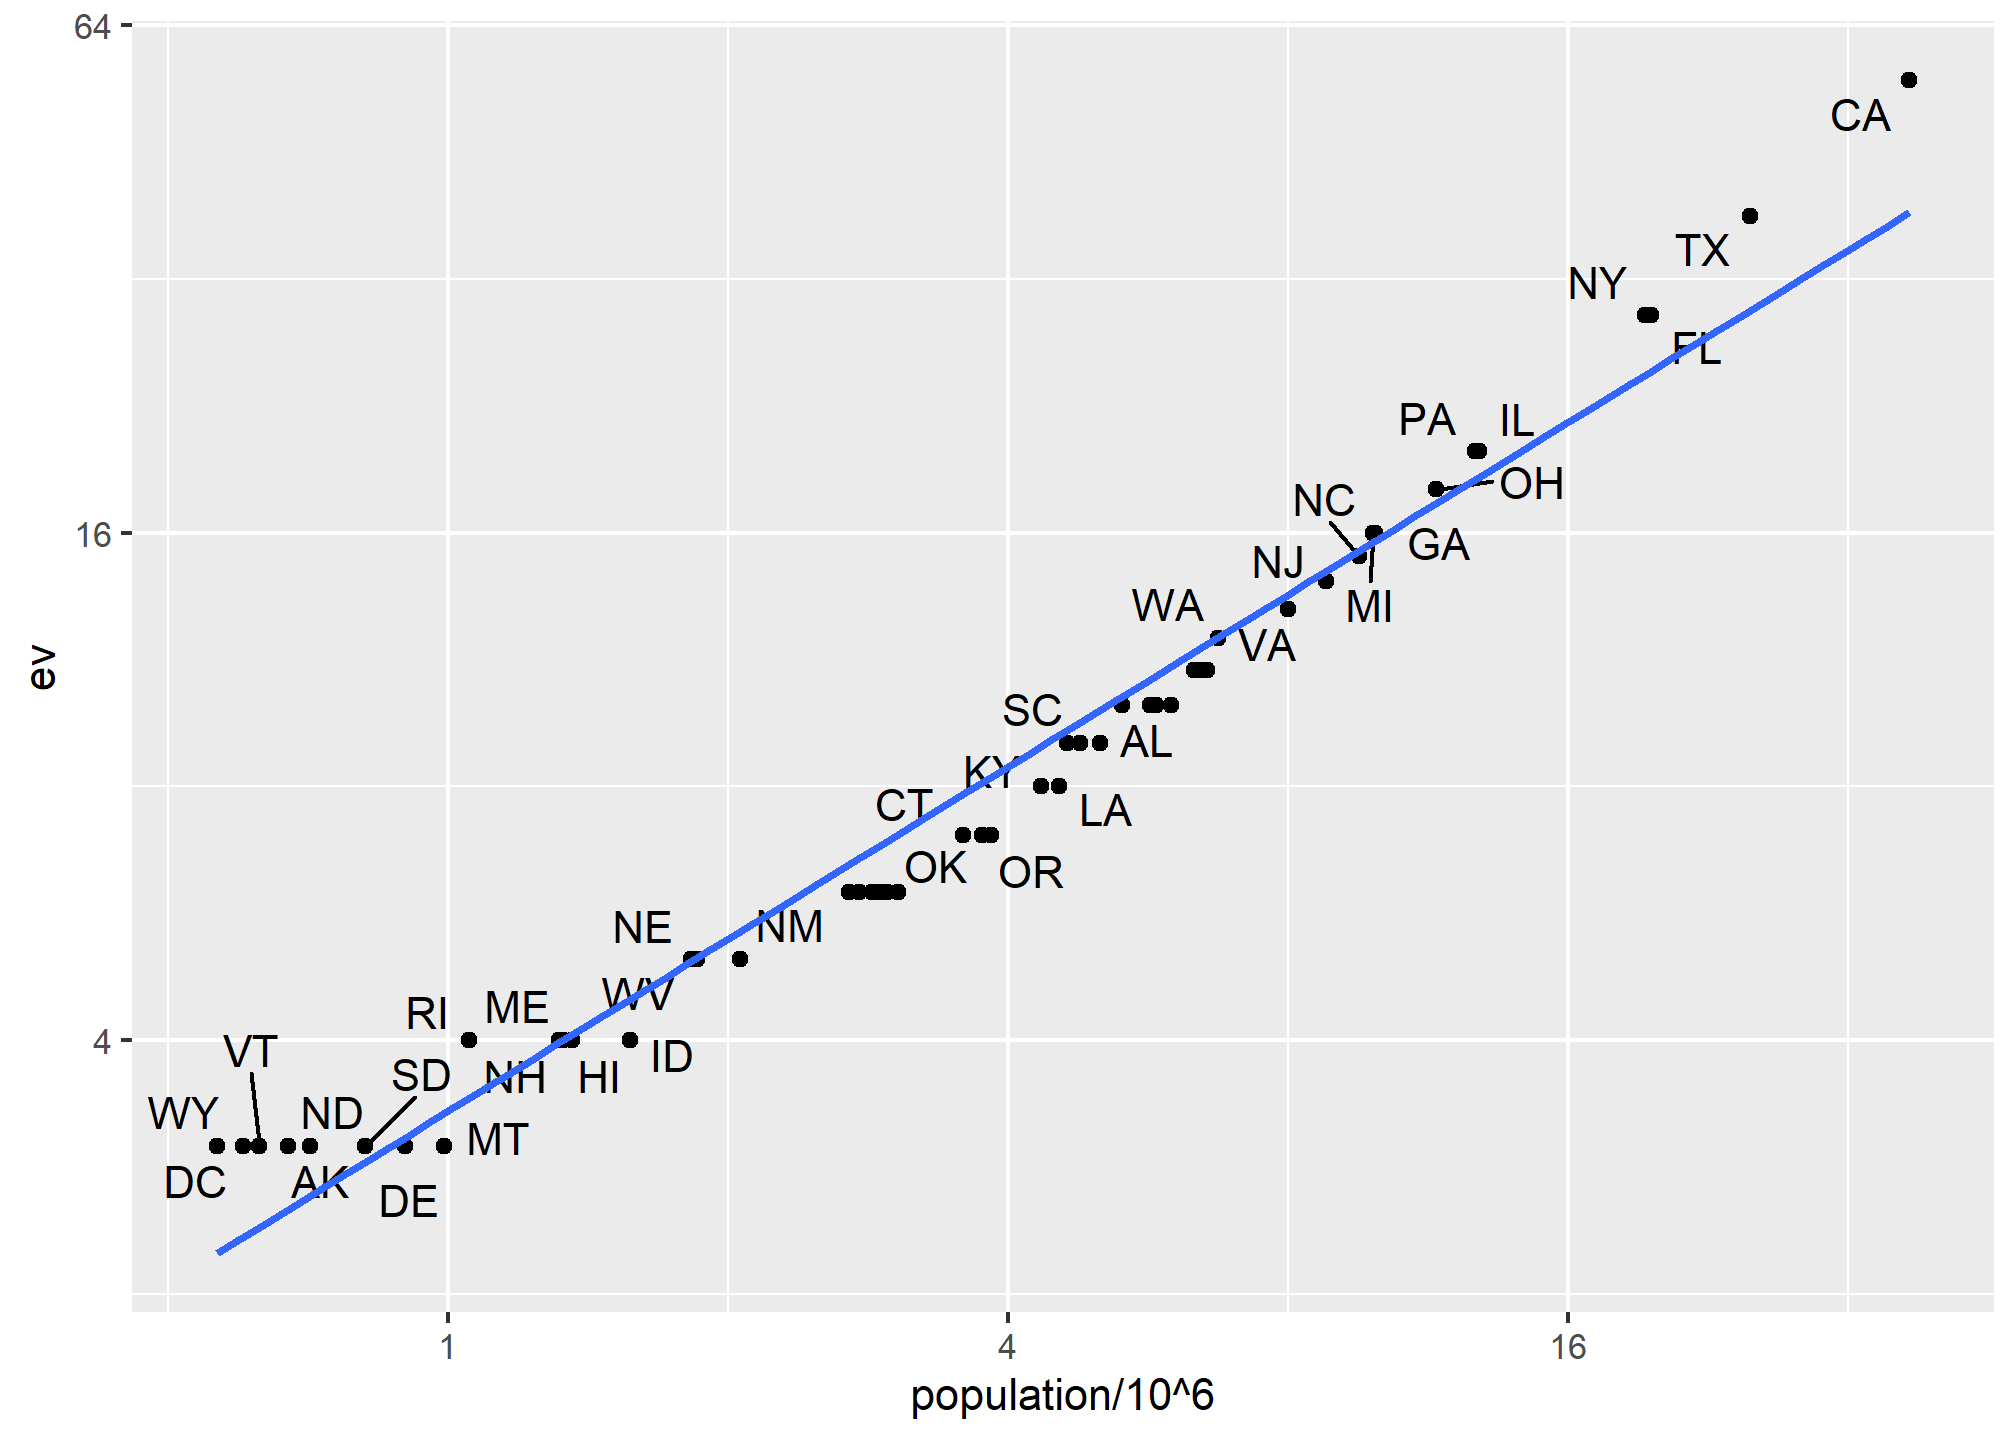 64
CA
TX
NY
FL
PA
IL
OH
NC
16
GA
NJ
MI
WA
VA
ev
SC
AL
KY
LA
CT
OK
OR
NE
NM
WV
RI
ME
4
VT
ID
SD
NH
HI
WY
ND
MT
DC
AK
DE
1
4
16
population/10^6